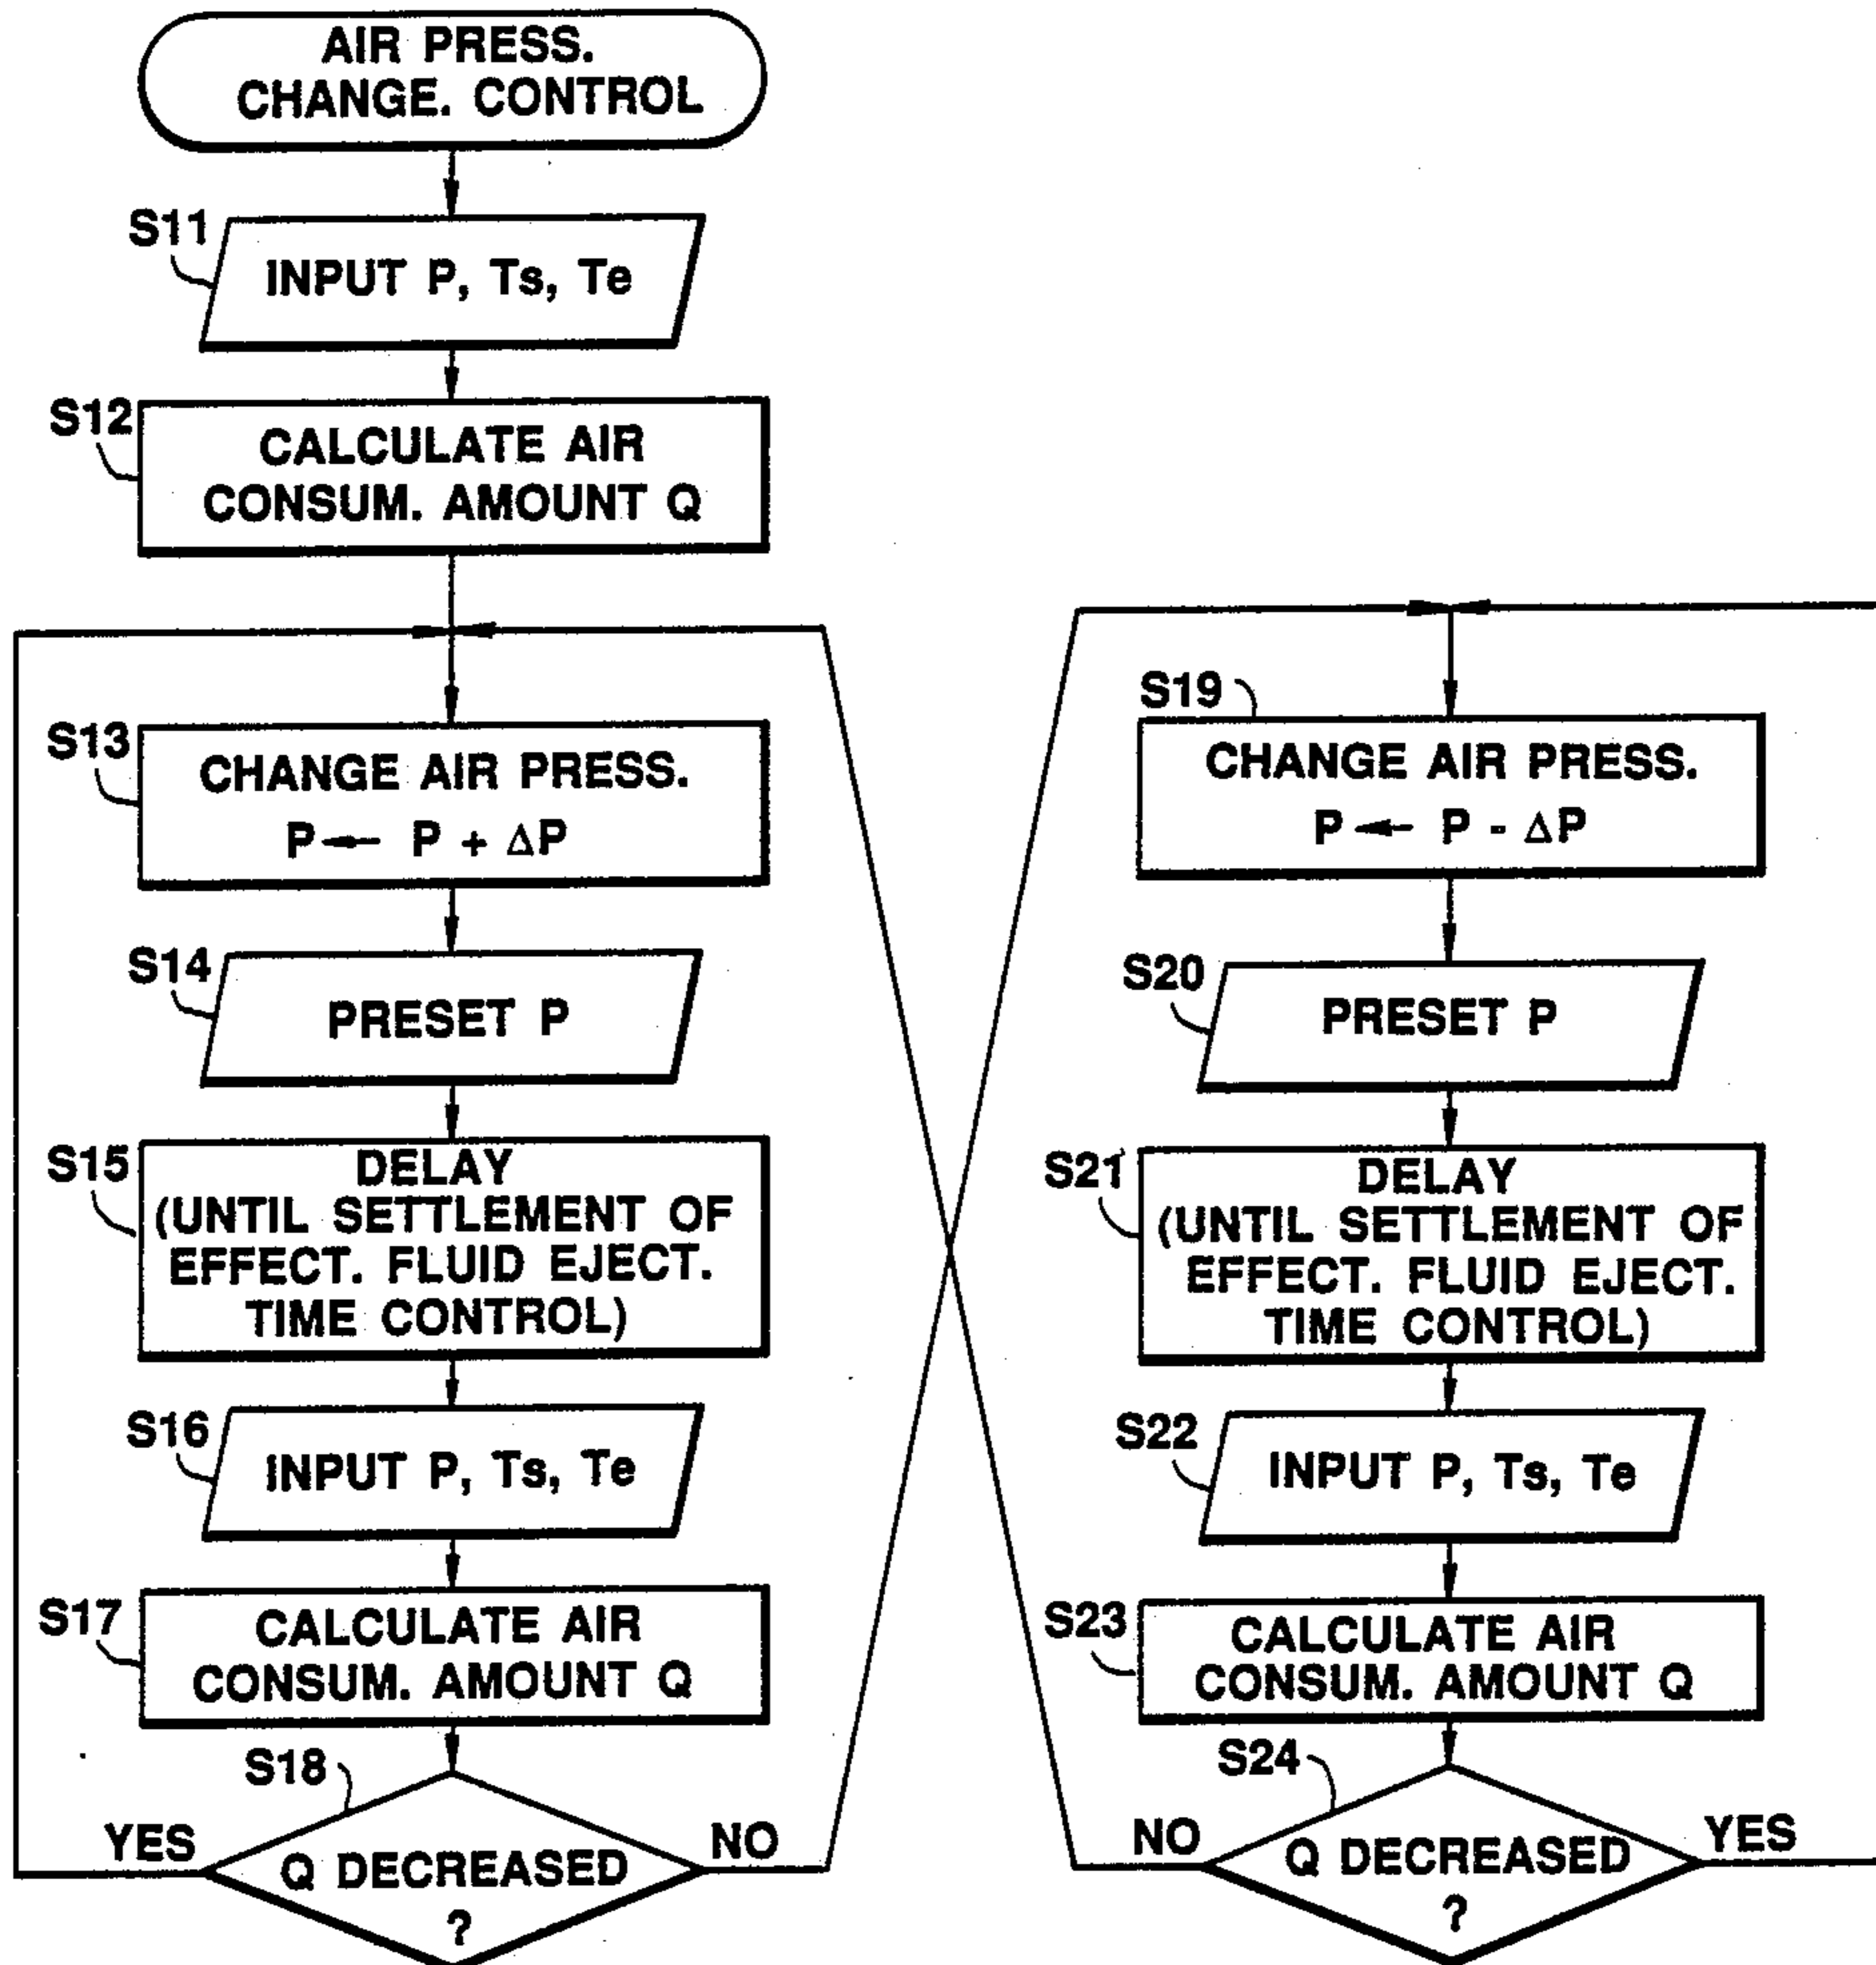 AIR PRESS.
CHANGE. CONTROL
S11
INPUT P, Ts, Te
S12
CALCULATE AIR
CONSUM. AMOUNT Q
S13
CHANGE AIR PRESS.
P ← P + ΔP
S14
PRESET P
S15
DELAY
(UNTIL SETTLEMENT OF
EFFECT. FLUID EJECT.
TIME CONTROL)
S16
INPUT P, Ts, Te
S17
CALCULATE AIR
CONSUM. AMOUNT Q
S18
YES
Q DECREASED
?
NO
S19
CHANGE AIR PRESS.
P ← P - ΔP
S20
PRESET P
S21
DELAY
(UNTIL SETTLEMENT OF
EFFECT. FLUID EJECT.
TIME CONTROL)
S22
INPUT P, Ts, Te
S23
CALCULATE AIR
CONSUM. AMOUNT Q
S24
NO
Q DECREASED
?
YES